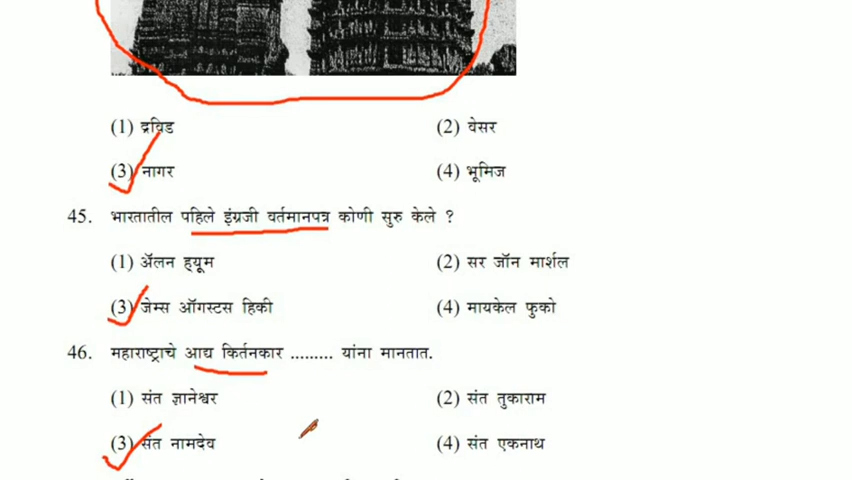 (1) द्रविड (2) वेसर
(3) नागर (4) भूमिज
45. भारतातील पहिले इंग्रजी वर्तमानपत्र कोणी सुरु केले ?
(1) ॲलन ह्यूम (2) सर जॉन मार्शल
(3) जेम्स ऑगस्टस हिकी (4) मायकेल फुको
46. महाराष्ट्राचे आद्य किर्तनकार ......... यांना मानतात.
(1) संत ज्ञानेश्वर (2) संत तुकाराम
(3) संत नामदेव (4) संत एकनाथ